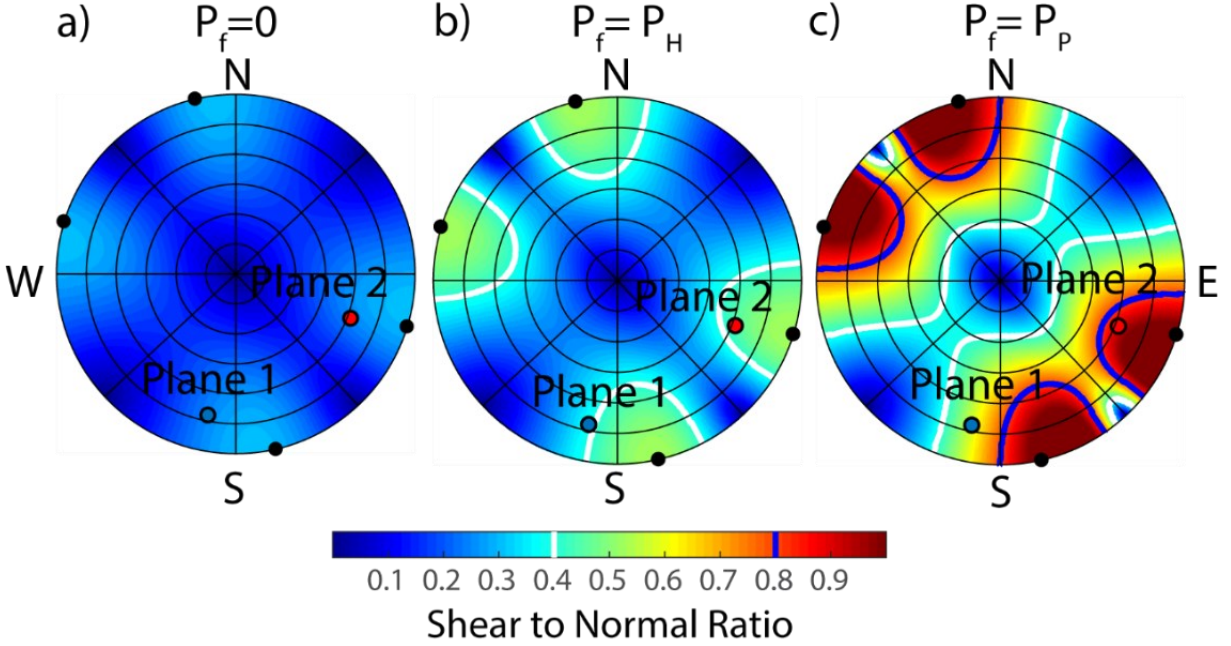 a) P_f=0
b) P_f= P_H
c) P_f= P_P
N
N
N
W
E
Plane 2
Plane 2
Plane 2
Plane 1
Plane 1
Plane 1
S
S
S
0.1 0.2 0.3 0.4 0.5 0.6 0.7 0.8 0.9
Shear to Normal Ratio